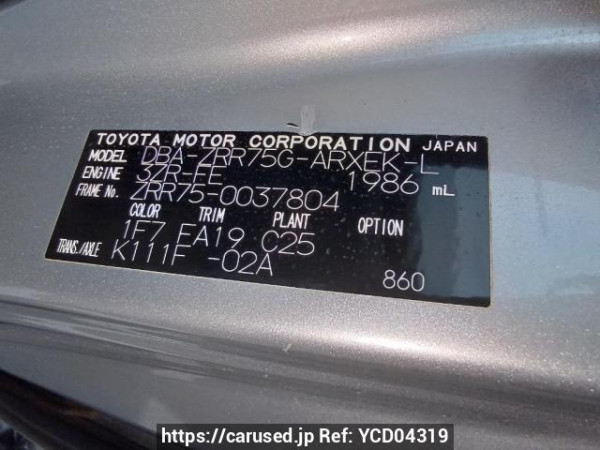 TOYOTA MOTOR CORPORATION JAPAN
MODEL DBA-ZRR75G-ARXEK-L
ENGINE 3ZR-FE 1986 mL
FRAME No. ZRR75-0037804
COLOR TRIM PLANT OPTION
1F7 FA19 C25
TRANS./AXLE K111F -02A
860
https://carused.jp Ref: YCD04319